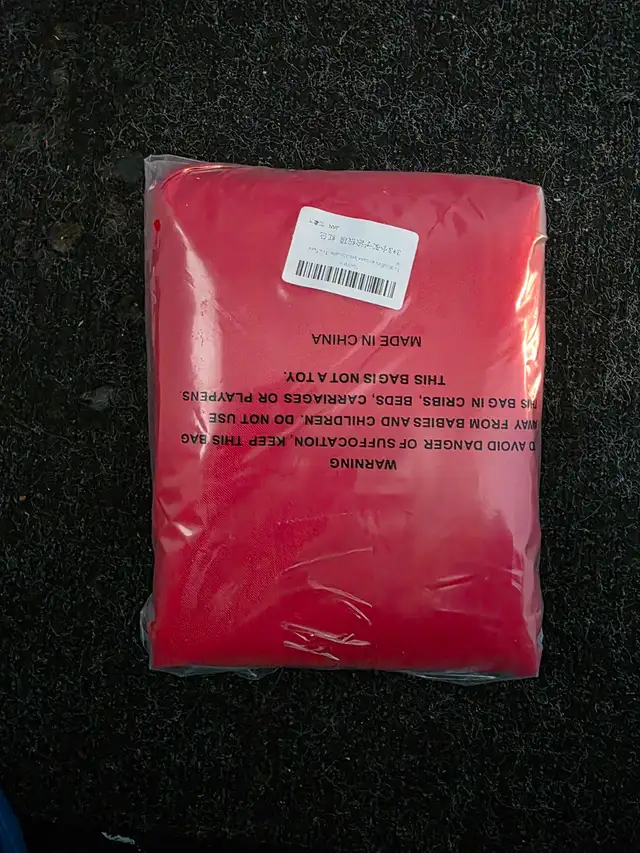 WARNING
O AVOID DANGER OF SUFFOCATION, KEEP THIS BAG
AWAY FROM BABIES AND CHILDREN. DO NOT USE
HIS BAG IN CRIBS, BEDS, CARRIAGES OR PLAYPENS.
THIS BAG IS NOT A TOY.
MADE IN CHINA